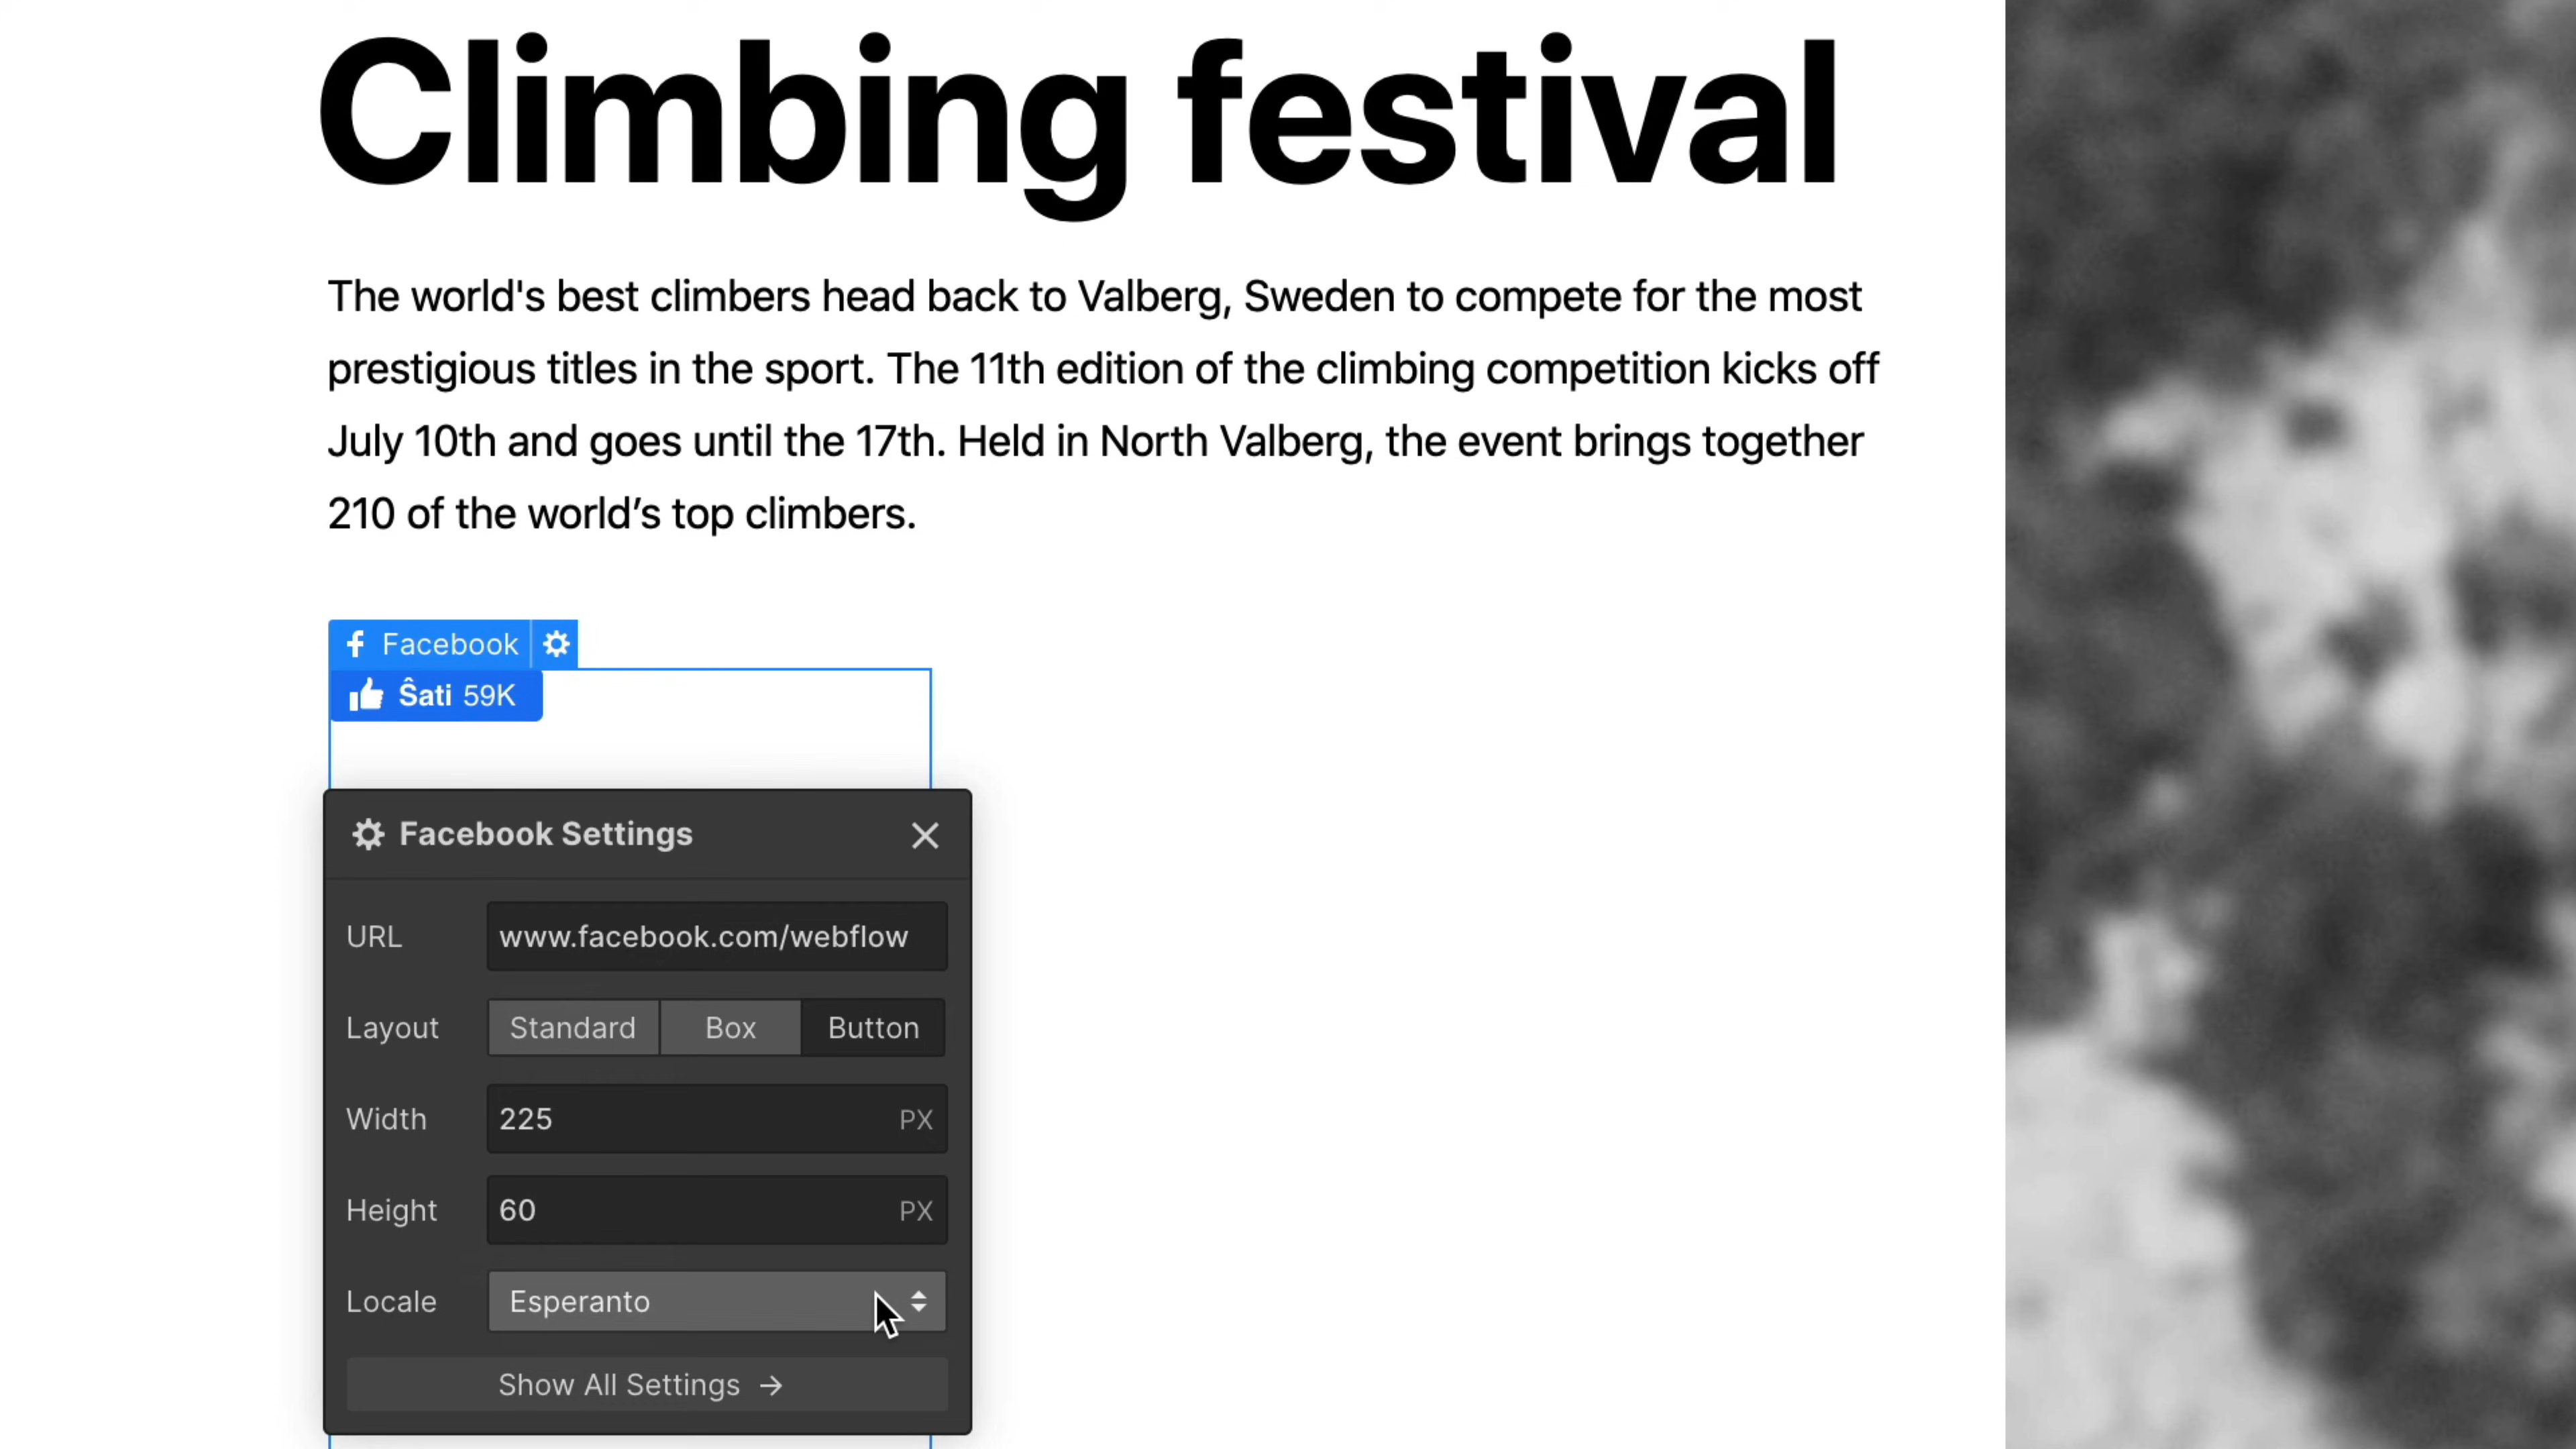 Climbing festival
The world's best climbers head back to Valberg, Sweden to compete for the most
prestigious titles in the sport. The 11th edition of the climbing competition kicks off
July 10th and goes until the 17th. Held in North Valberg, the event brings together
210 of the world’s top climbers.
Facebook
Ŝati 59K
Facebook Settings
URL www.facebook.com/webflow
Layout Standard Box Button
Width 225 PX
Height 60 PX
Locale Esperanto
Show All Settings →